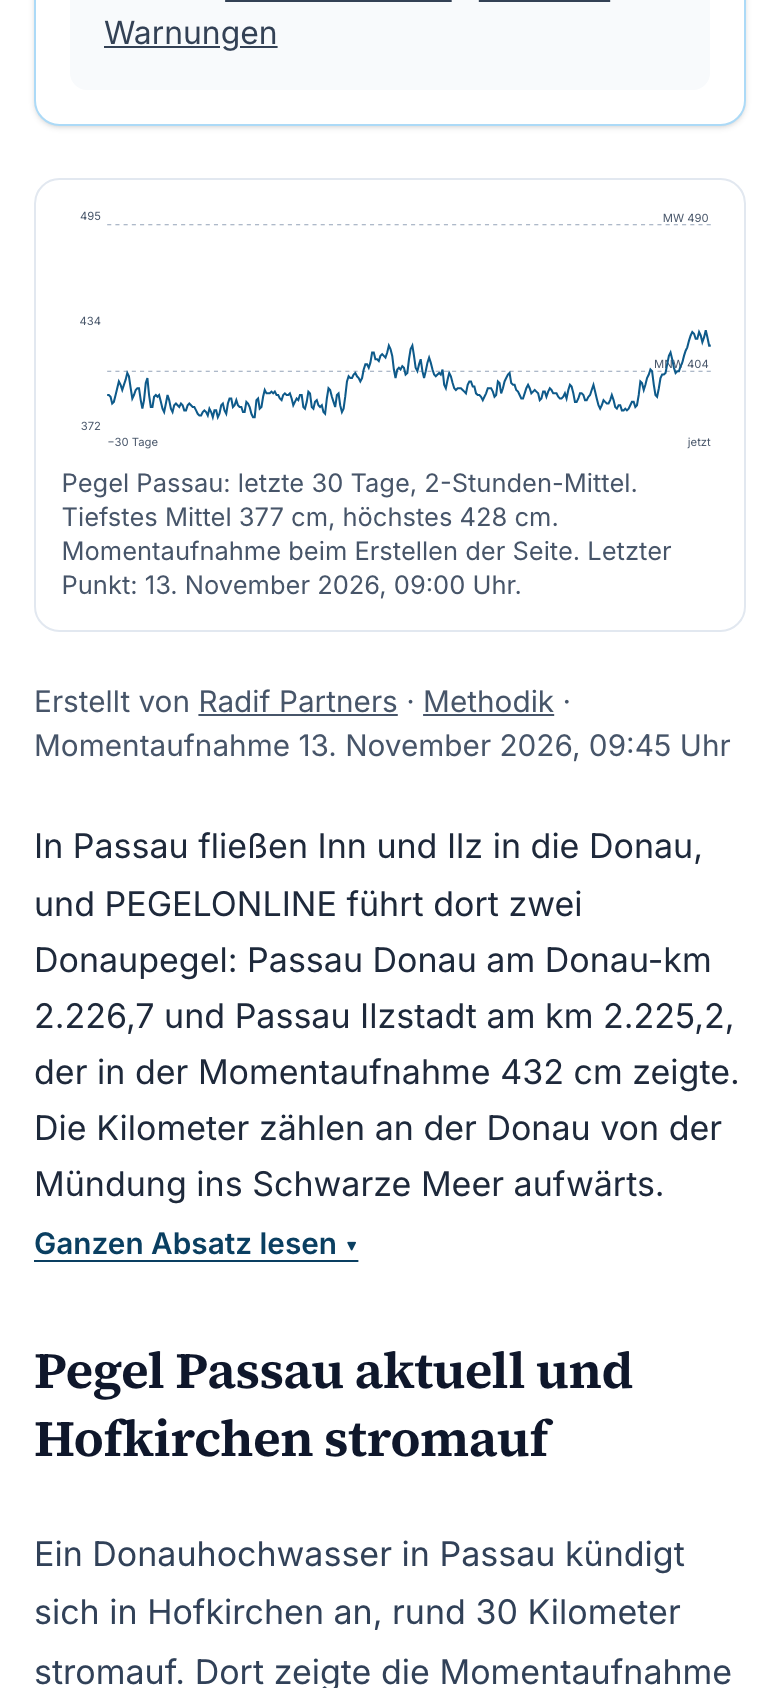 Warnungen
495
MW 490
434
MNW 404
372
−30 Tage
jetzt
Pegel Passau: letzte 30 Tage, 2-Stunden-Mittel.
Tiefstes Mittel 377 cm, höchstes 428 cm.
Momentaufnahme beim Erstellen der Seite. Letzter
Punkt: 13. November 2026, 09:00 Uhr.
Erstellt von Radif Partners · Methodik ·
Momentaufnahme 13. November 2026, 09:45 Uhr
In Passau fließen Inn und Ilz in die Donau,
und PEGELONLINE führt dort zwei
Donaupegel: Passau Donau am Donau-km
2.226,7 und Passau Ilzstadt am km 2.225,2,
der in der Momentaufnahme 432 cm zeigte.
Die Kilometer zählen an der Donau von der
Mündung ins Schwarze Meer aufwärts.
Ganzen Absatz lesen ▾
Pegel Passau aktuell und
Hofkirchen stromauf
Ein Donauhochwasser in Passau kündigt
sich in Hofkirchen an, rund 30 Kilometer
stromauf. Dort zeigte die Momentaufnahme